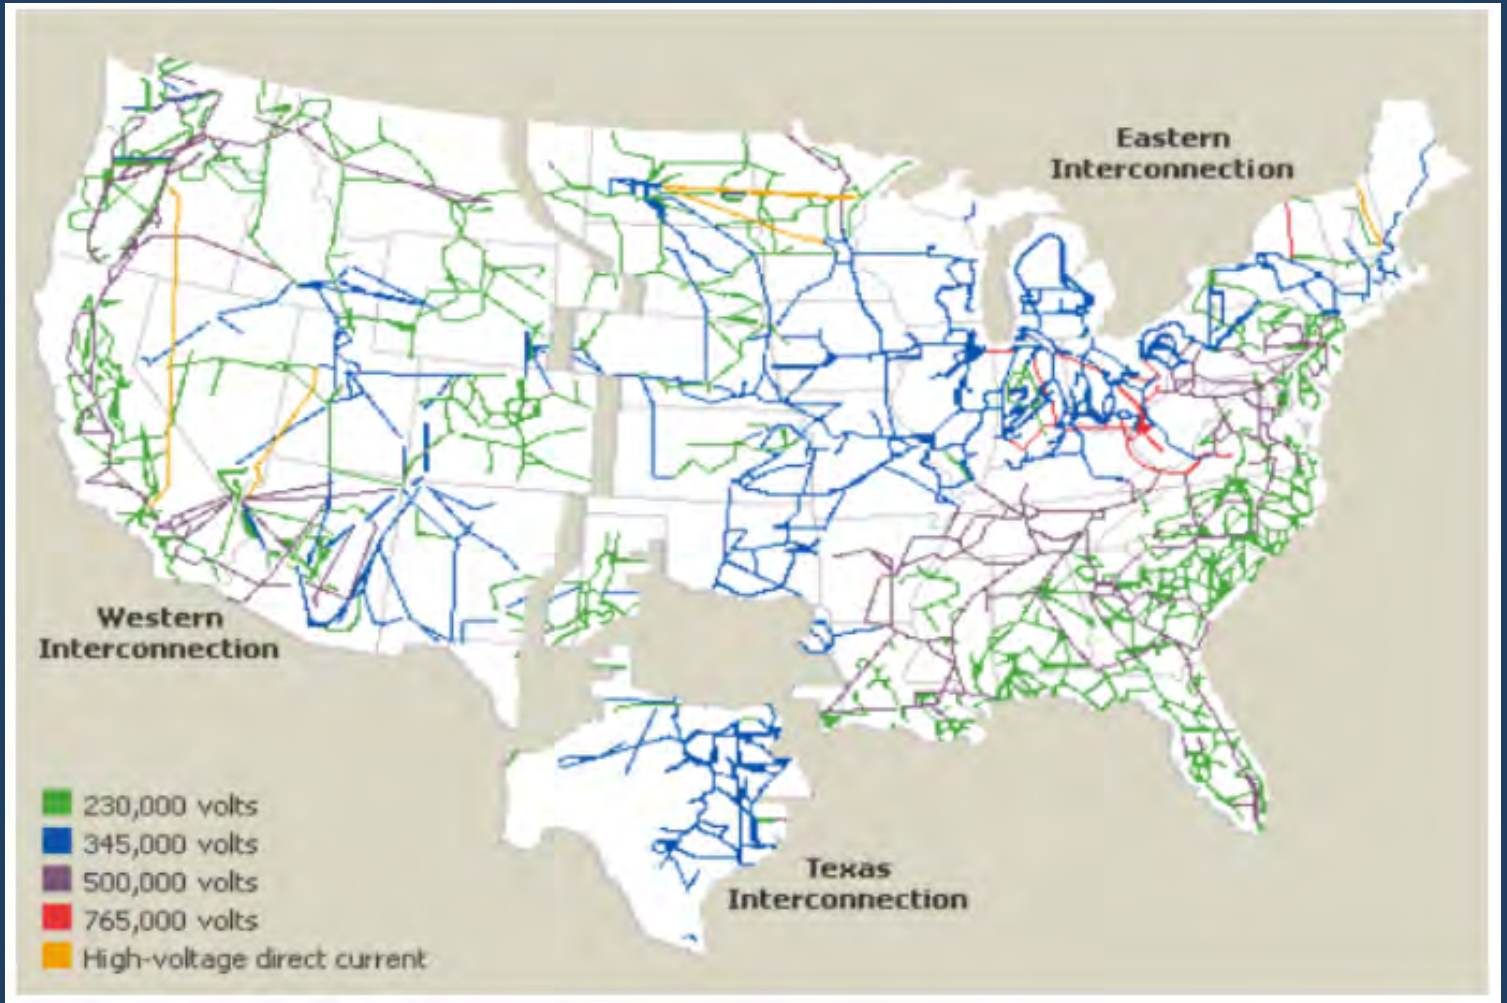 Eastern
Interconnection
Western
Interconnection
Texas
Interconnection
230,000 volts
345,000 volts
500,000 volts
765,000 volts
High-voltage direct current